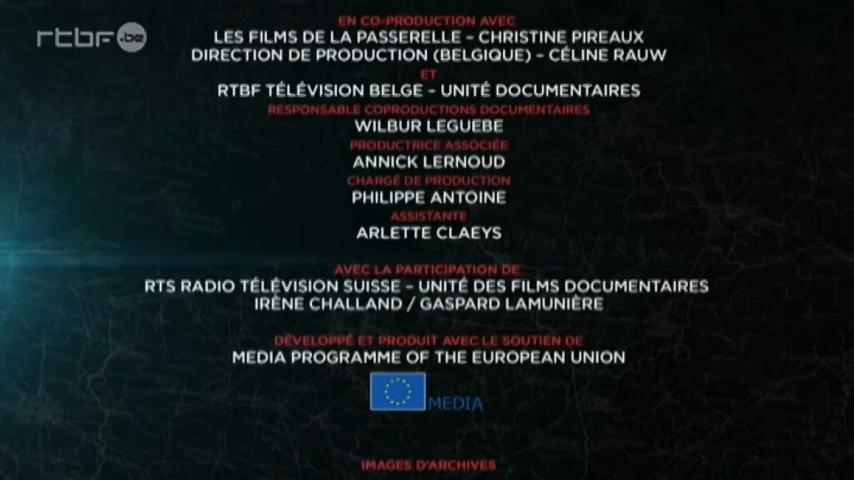 rtbf.be
EN CO-PRODUCTION AVEC
LES FILMS DE LA PASSERELLE – CHRISTINE PIREAUX
DIRECTION DE PRODUCTION (BELGIQUE) – CÉLINE RAUW
ET
RTBF TÉLÉVISION BELGE – UNITÉ DOCUMENTAIRES
RESPONSABLE COPRODUCTIONS DOCUMENTAIRES
WILBUR LEGUEBE
PRODUCTRICE ASSOCIÉE
ANNICK LERNOUD
CHARGÉ DE PRODUCTION
PHILIPPE ANTOINE
ASSISTANTE
ARLETTE CLAEYS
AVEC LA PARTICIPATION DE
RTS RADIO TÉLÉVISION SUISSE – UNITÉ DES FILMS DOCUMENTAIRES
IRÈNE CHALLAND / GASPARD LAMUNIÈRE
DÉVELOPPÉ ET PRODUIT AVEC LE SOUTIEN DE
MEDIA PROGRAMME OF THE EUROPEAN UNION
MEDIA
IMAGES D'ARCHIVES